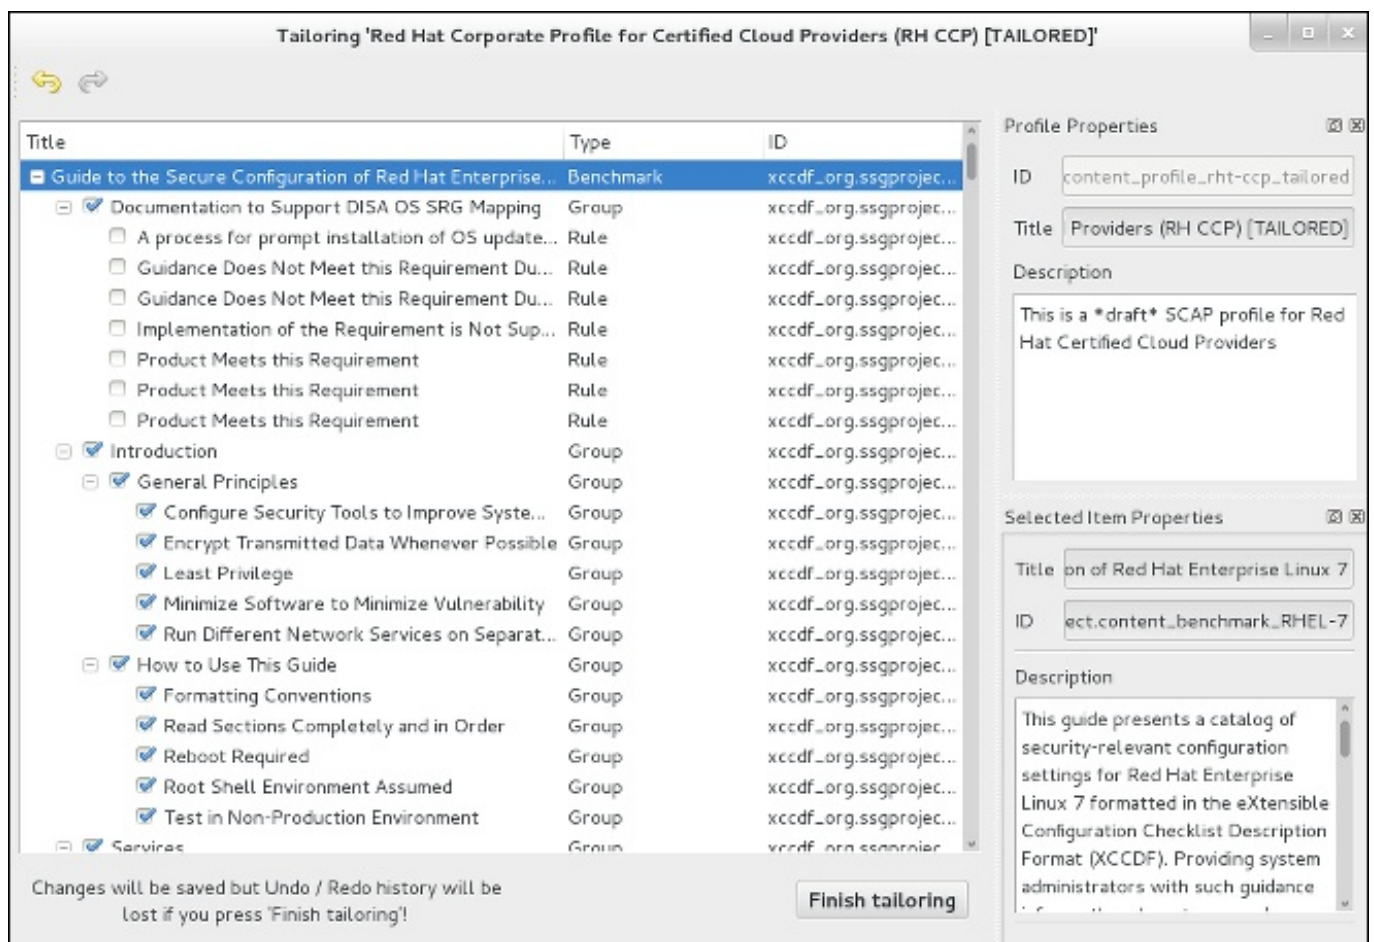 Tailoring 'Red Hat Corporate Profile for Certified Cloud Providers (RH CCP) [TAILORED]'
Title Type ID
Guide to the Secure Configuration of Red Hat Enterprise... Benchmark xccdf_org.ssgprojec...
Documentation to Support DISA OS SRG Mapping Group xccdf_org.ssgprojec...
A process for prompt installation of OS update... Rule xccdf_org.ssgprojec...
Guidance Does Not Meet this Requirement Du... Rule xccdf_org.ssgprojec...
Guidance Does Not Meet this Requirement Du... Rule xccdf_org.ssgprojec...
Implementation of the Requirement is Not Sup... Rule xccdf_org.ssgprojec...
Product Meets this Requirement Rule xccdf_org.ssgprojec...
Product Meets this Requirement Rule xccdf_org.ssgprojec...
Product Meets this Requirement Rule xccdf_org.ssgprojec...
Introduction Group xccdf_org.ssgprojec...
General Principles Group xccdf_org.ssgprojec...
Configure Security Tools to Improve Syste... Group xccdf_org.ssgprojec...
Encrypt Transmitted Data Whenever Possible Group xccdf_org.ssgprojec...
Least Privilege Group xccdf_org.ssgprojec...
Minimize Software to Minimize Vulnerability Group xccdf_org.ssgprojec...
Run Different Network Services on Separat... Group xccdf_org.ssgprojec...
How to Use This Guide Group xccdf_org.ssgprojec...
Formatting Conventions Group xccdf_org.ssgprojec...
Read Sections Completely and in Order Group xccdf_org.ssgprojec...
Reboot Required Group xccdf_org.ssgprojec...
Root Shell Environment Assumed Group xccdf_org.ssgprojec...
Test in Non-Production Environment Group xccdf_org.ssgprojec...
Services Group xccdf_org.ssgprojec...
Changes will be saved but Undo / Redo history will be
lost if you press 'Finish tailoring'!
Finish tailoring
Profile Properties
ID content_profile_rht-ccp_tailored
Title Providers (RH CCP) [TAILORED]
Description
This is a *draft* SCAP profile for Red
Hat Certified Cloud Providers
Selected Item Properties
Title on of Red Hat Enterprise Linux 7
ID ect.content_benchmark_RHEL-7
Description
This guide presents a catalog of
security-relevant configuration
settings for Red Hat Enterprise
Linux 7 formatted in the eXtensible
Configuration Checklist Description
Format (XCCDF). Providing system
administrators with such guidance